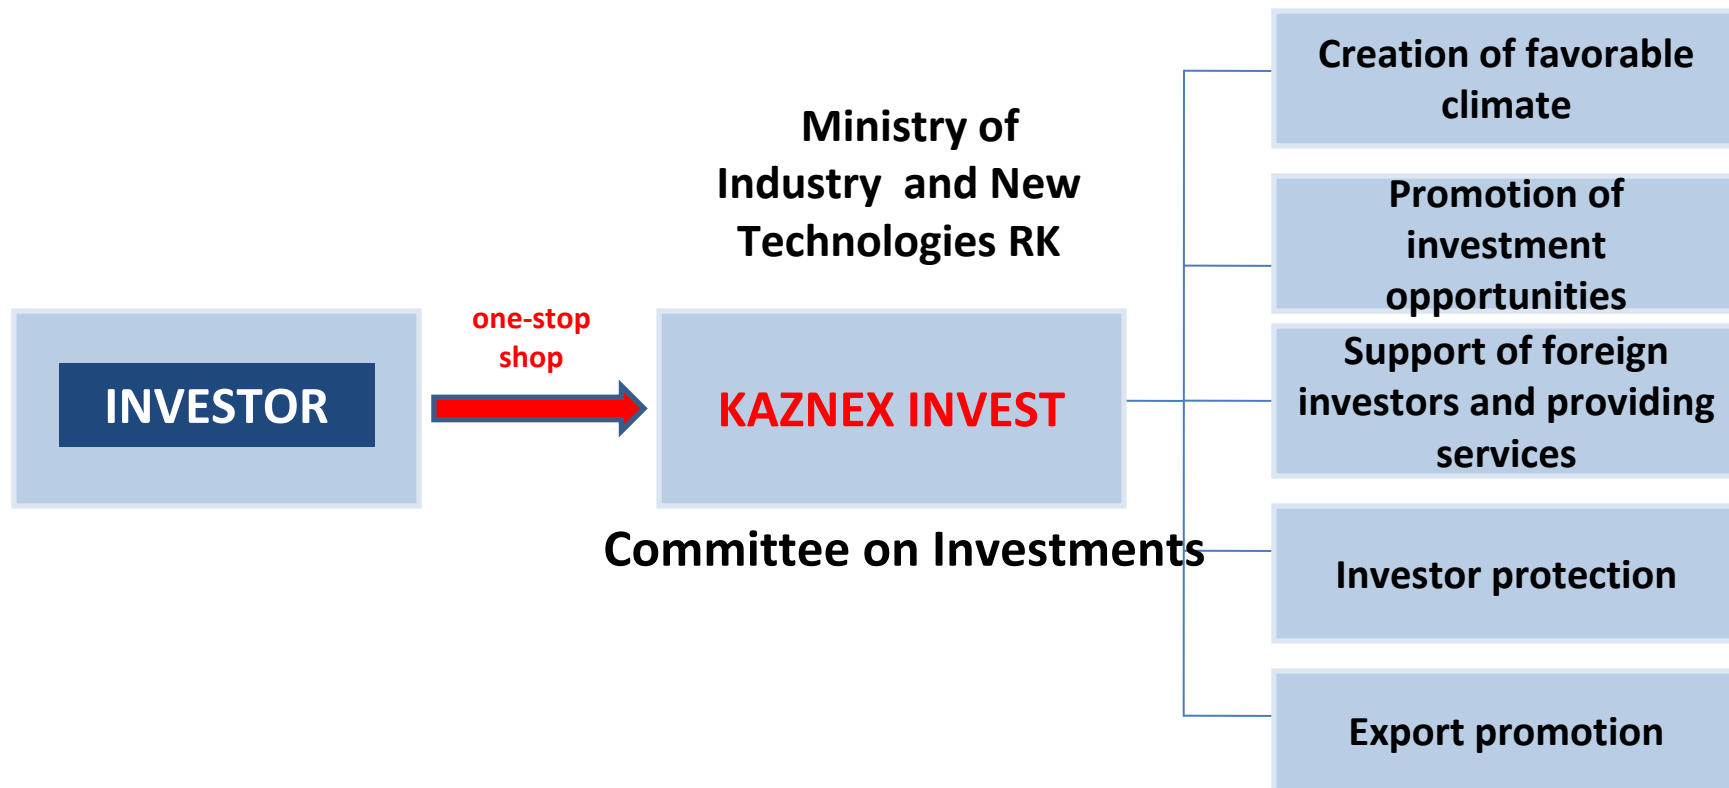 INVESTOR
one-stop
shop
Ministry of
Industry and New
Technologies RK
KAZNEX INVEST
Committee on Investments
Creation of favorable
climate
Promotion of
investment
opportunities
Support of foreign
investors and providing
services
Investor protection
Export promotion